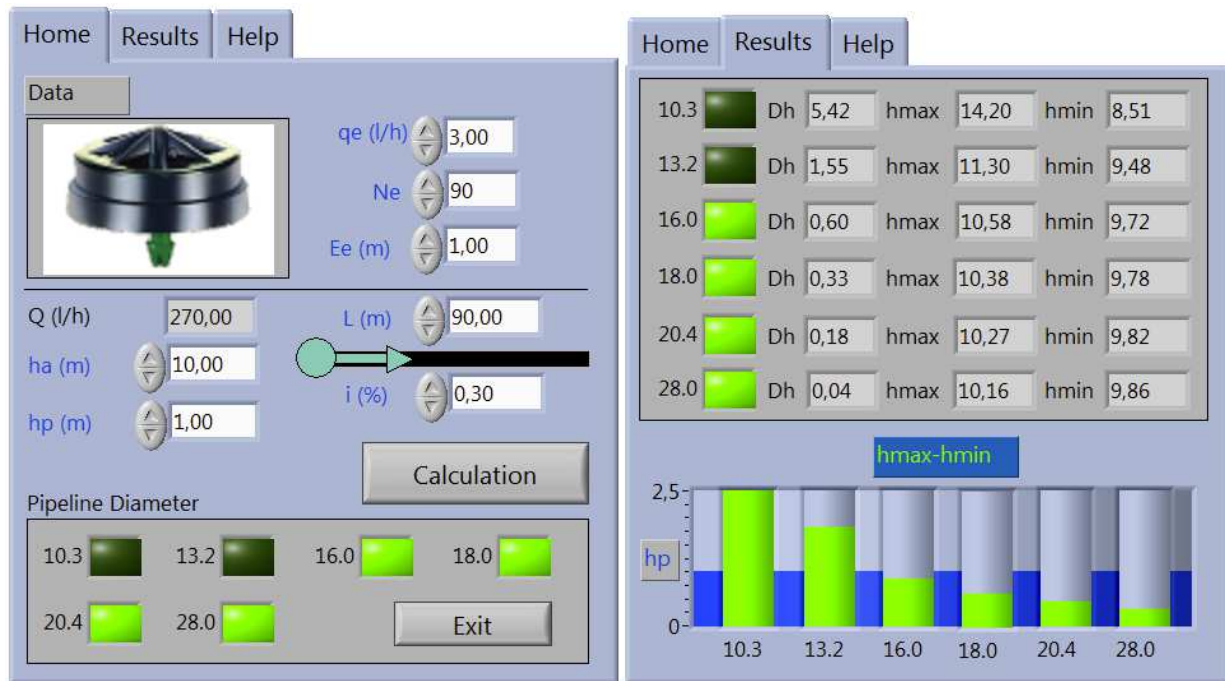 Home Results Help
Data
qe (l/h) 3,00
Ne 90
Ee (m) 1,00
Q (l/h) 270,00 L (m) 90,00
ha (m) 10,00
i (%) 0,30
hp (m) 1,00
Calculation
Pipeline Diameter
10.3 13.2 16.0 18.0
20.4 28.0 Exit
Home Results Help
10.3 Dh 5,42 hmax 14,20 hmin 8,51
13.2 Dh 1,55 hmax 11,30 hmin 9,48
16.0 Dh 0,60 hmax 10,58 hmin 9,72
18.0 Dh 0,33 hmax 10,38 hmin 9,78
20.4 Dh 0,18 hmax 10,27 hmin 9,82
28.0 Dh 0,04 hmax 10,16 hmin 9,86
hmax-hmin
2,5
hp
0
10.3 13.2 16.0 18.0 20.4 28.0